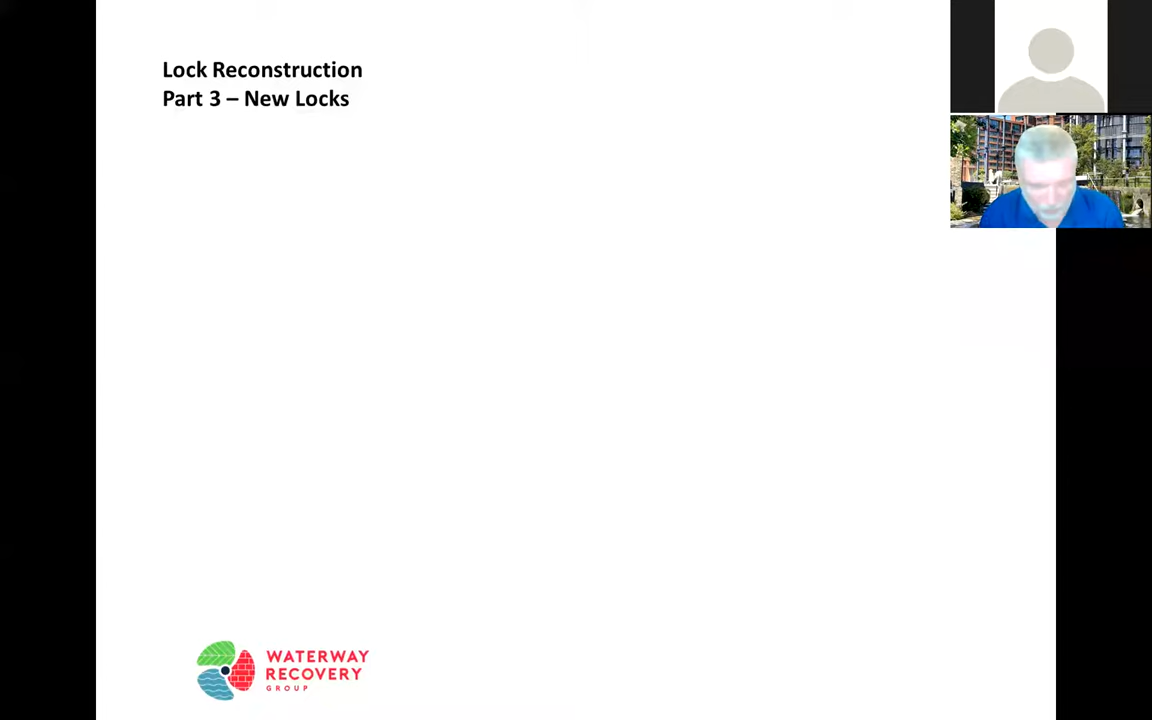 Lock Reconstruction
Part 3 – New Locks
WATERWAY
RECOVERY
GROUP